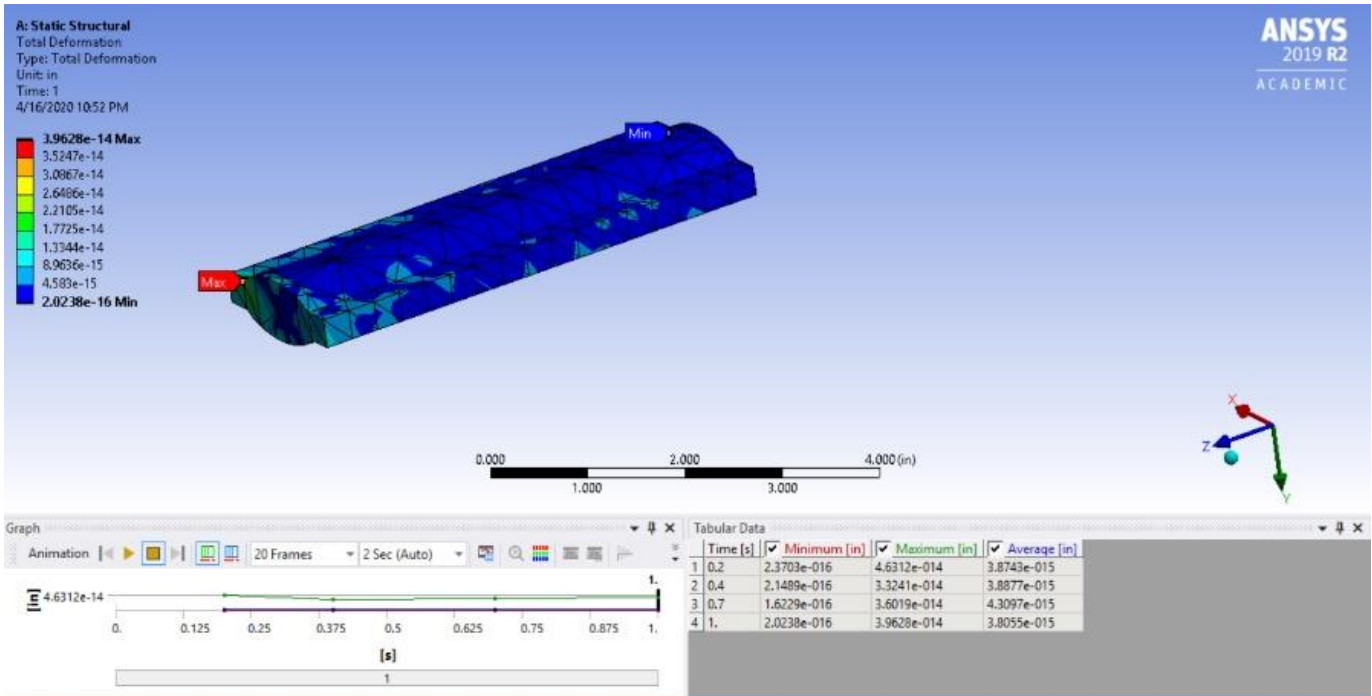 A: Static Structural
Total Deformation
Type: Total Deformation
Unit: in
Time: 1
4/16/2020 10:52 PM
3.9628e-14 Max
3.5247e-14
3.0867e-14
2.6486e-14
2.2105e-14
1.7725e-14
1.3344e-14
8.9636e-15
4.583e-15
2.0238e-16 Min
ANSYS
2019 R2
ACADEMIC
Min
Max
X
Z
Y
0.000 2.000 4.000 (in)
1.000 3.000
Graph
Animation 20 Frames 2 Sec (Auto)
1.
[in] 4.6312e-14
0. 0.125 0.25 0.375 0.5 0.625 0.75 0.875 1.
[s]
1
Tabular Data
Time [s] Minimum [in] Maximum [in] Average [in]
1 0.2 2.3703e-016 4.6312e-014 3.8743e-015
2 0.4 2.1489e-016 3.3241e-014 3.8877e-015
3 0.7 1.6229e-016 3.6019e-014 4.3097e-015
4 1. 2.0238e-016 3.9628e-014 3.8055e-015